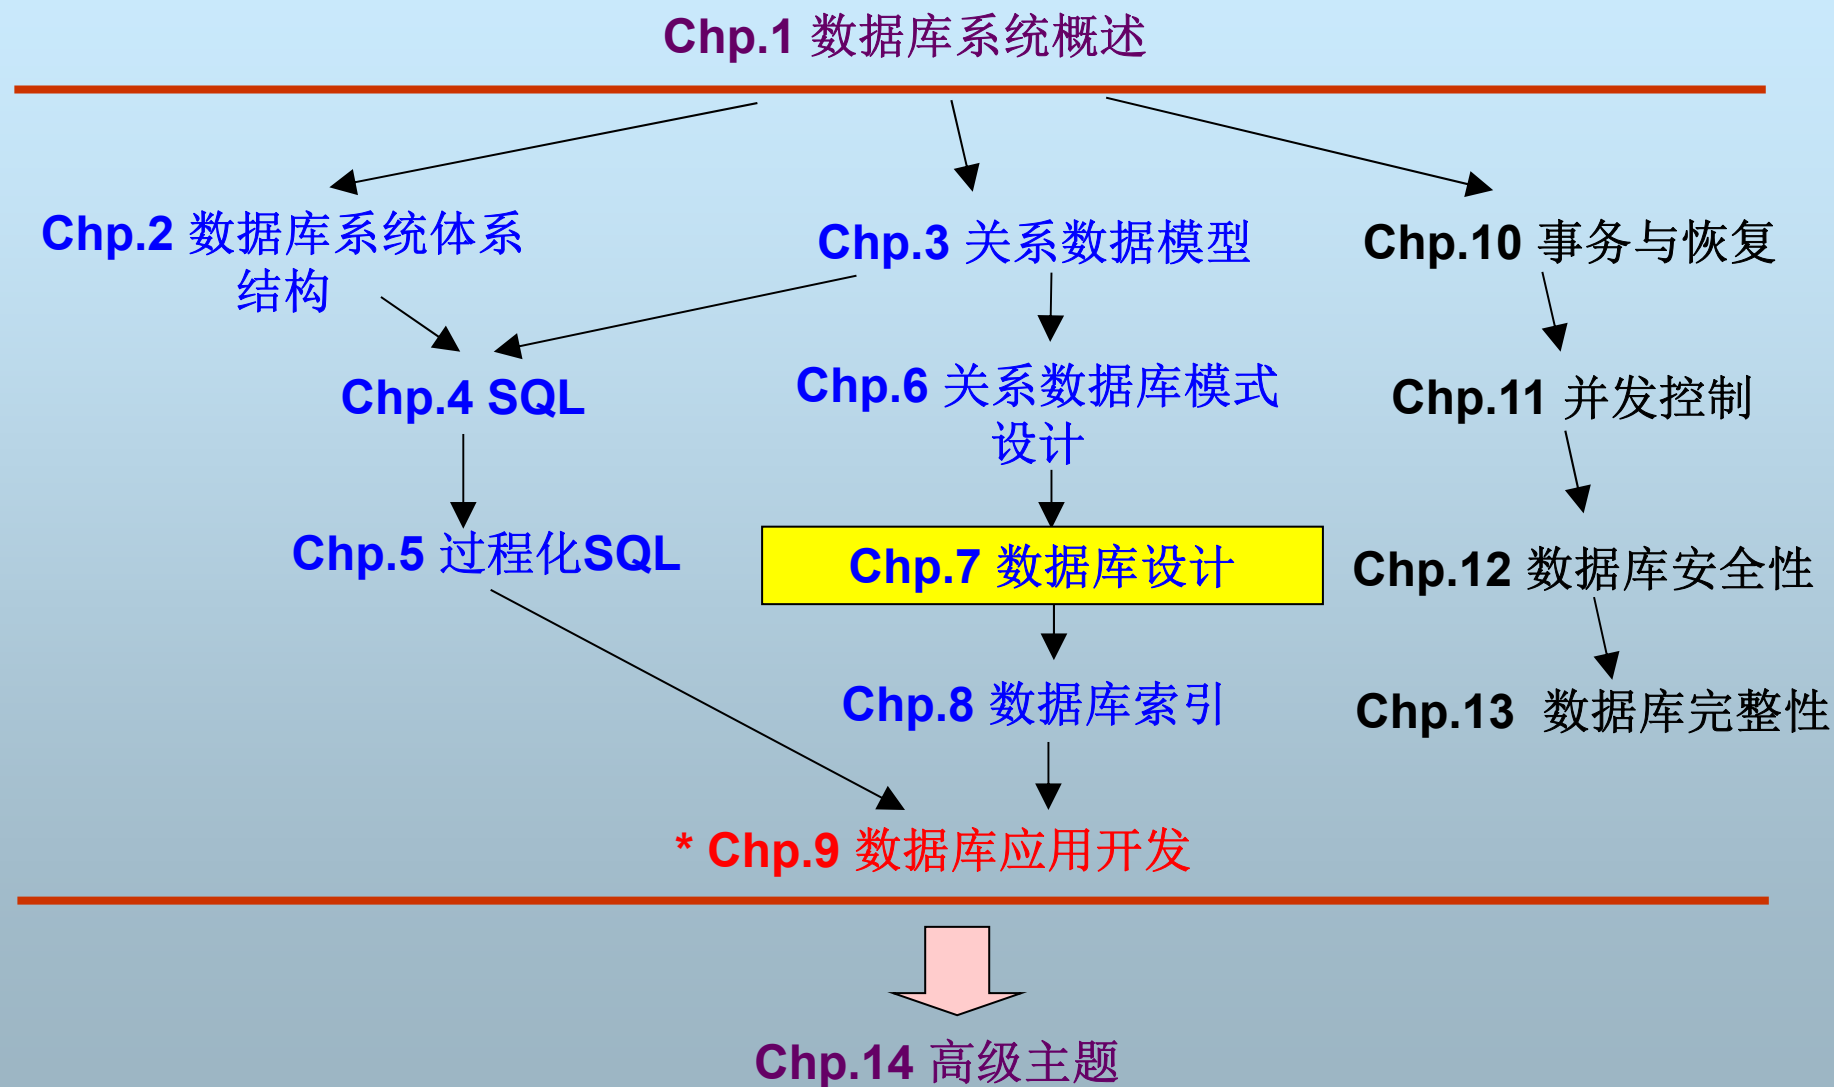 Chp.1 数据库系统概述
Chp.2 数据库系统体系
结构
Chp.3 关系数据模型
Chp.10 事务与恢复
Chp.4 SQL
Chp.6 关系数据库模式
设计
Chp.11 并发控制
Chp.5 过程化SQL
Chp.7 数据库设计
Chp.12 数据库安全性
Chp.8 数据库索引
Chp.13 数据库完整性
* Chp.9 数据库应用开发
Chp.14 高级主题